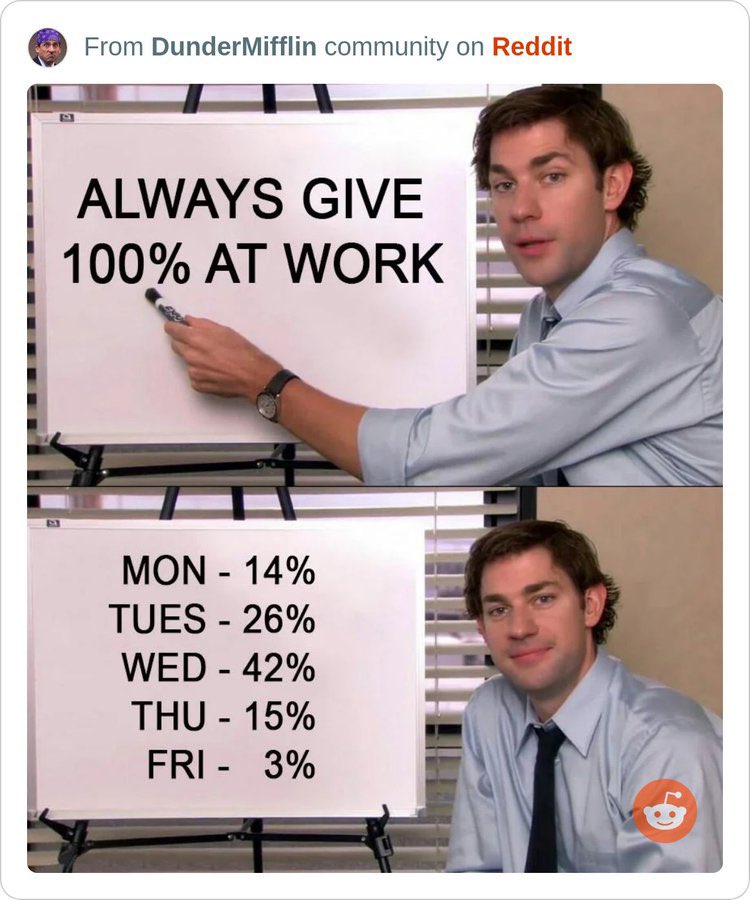 From DunderMifflin community on Reddit
ALWAYS GIVE
100% AT WORK
MON - 14%
TUES - 26%
WED - 42%
THU - 15%
FRI - 3%